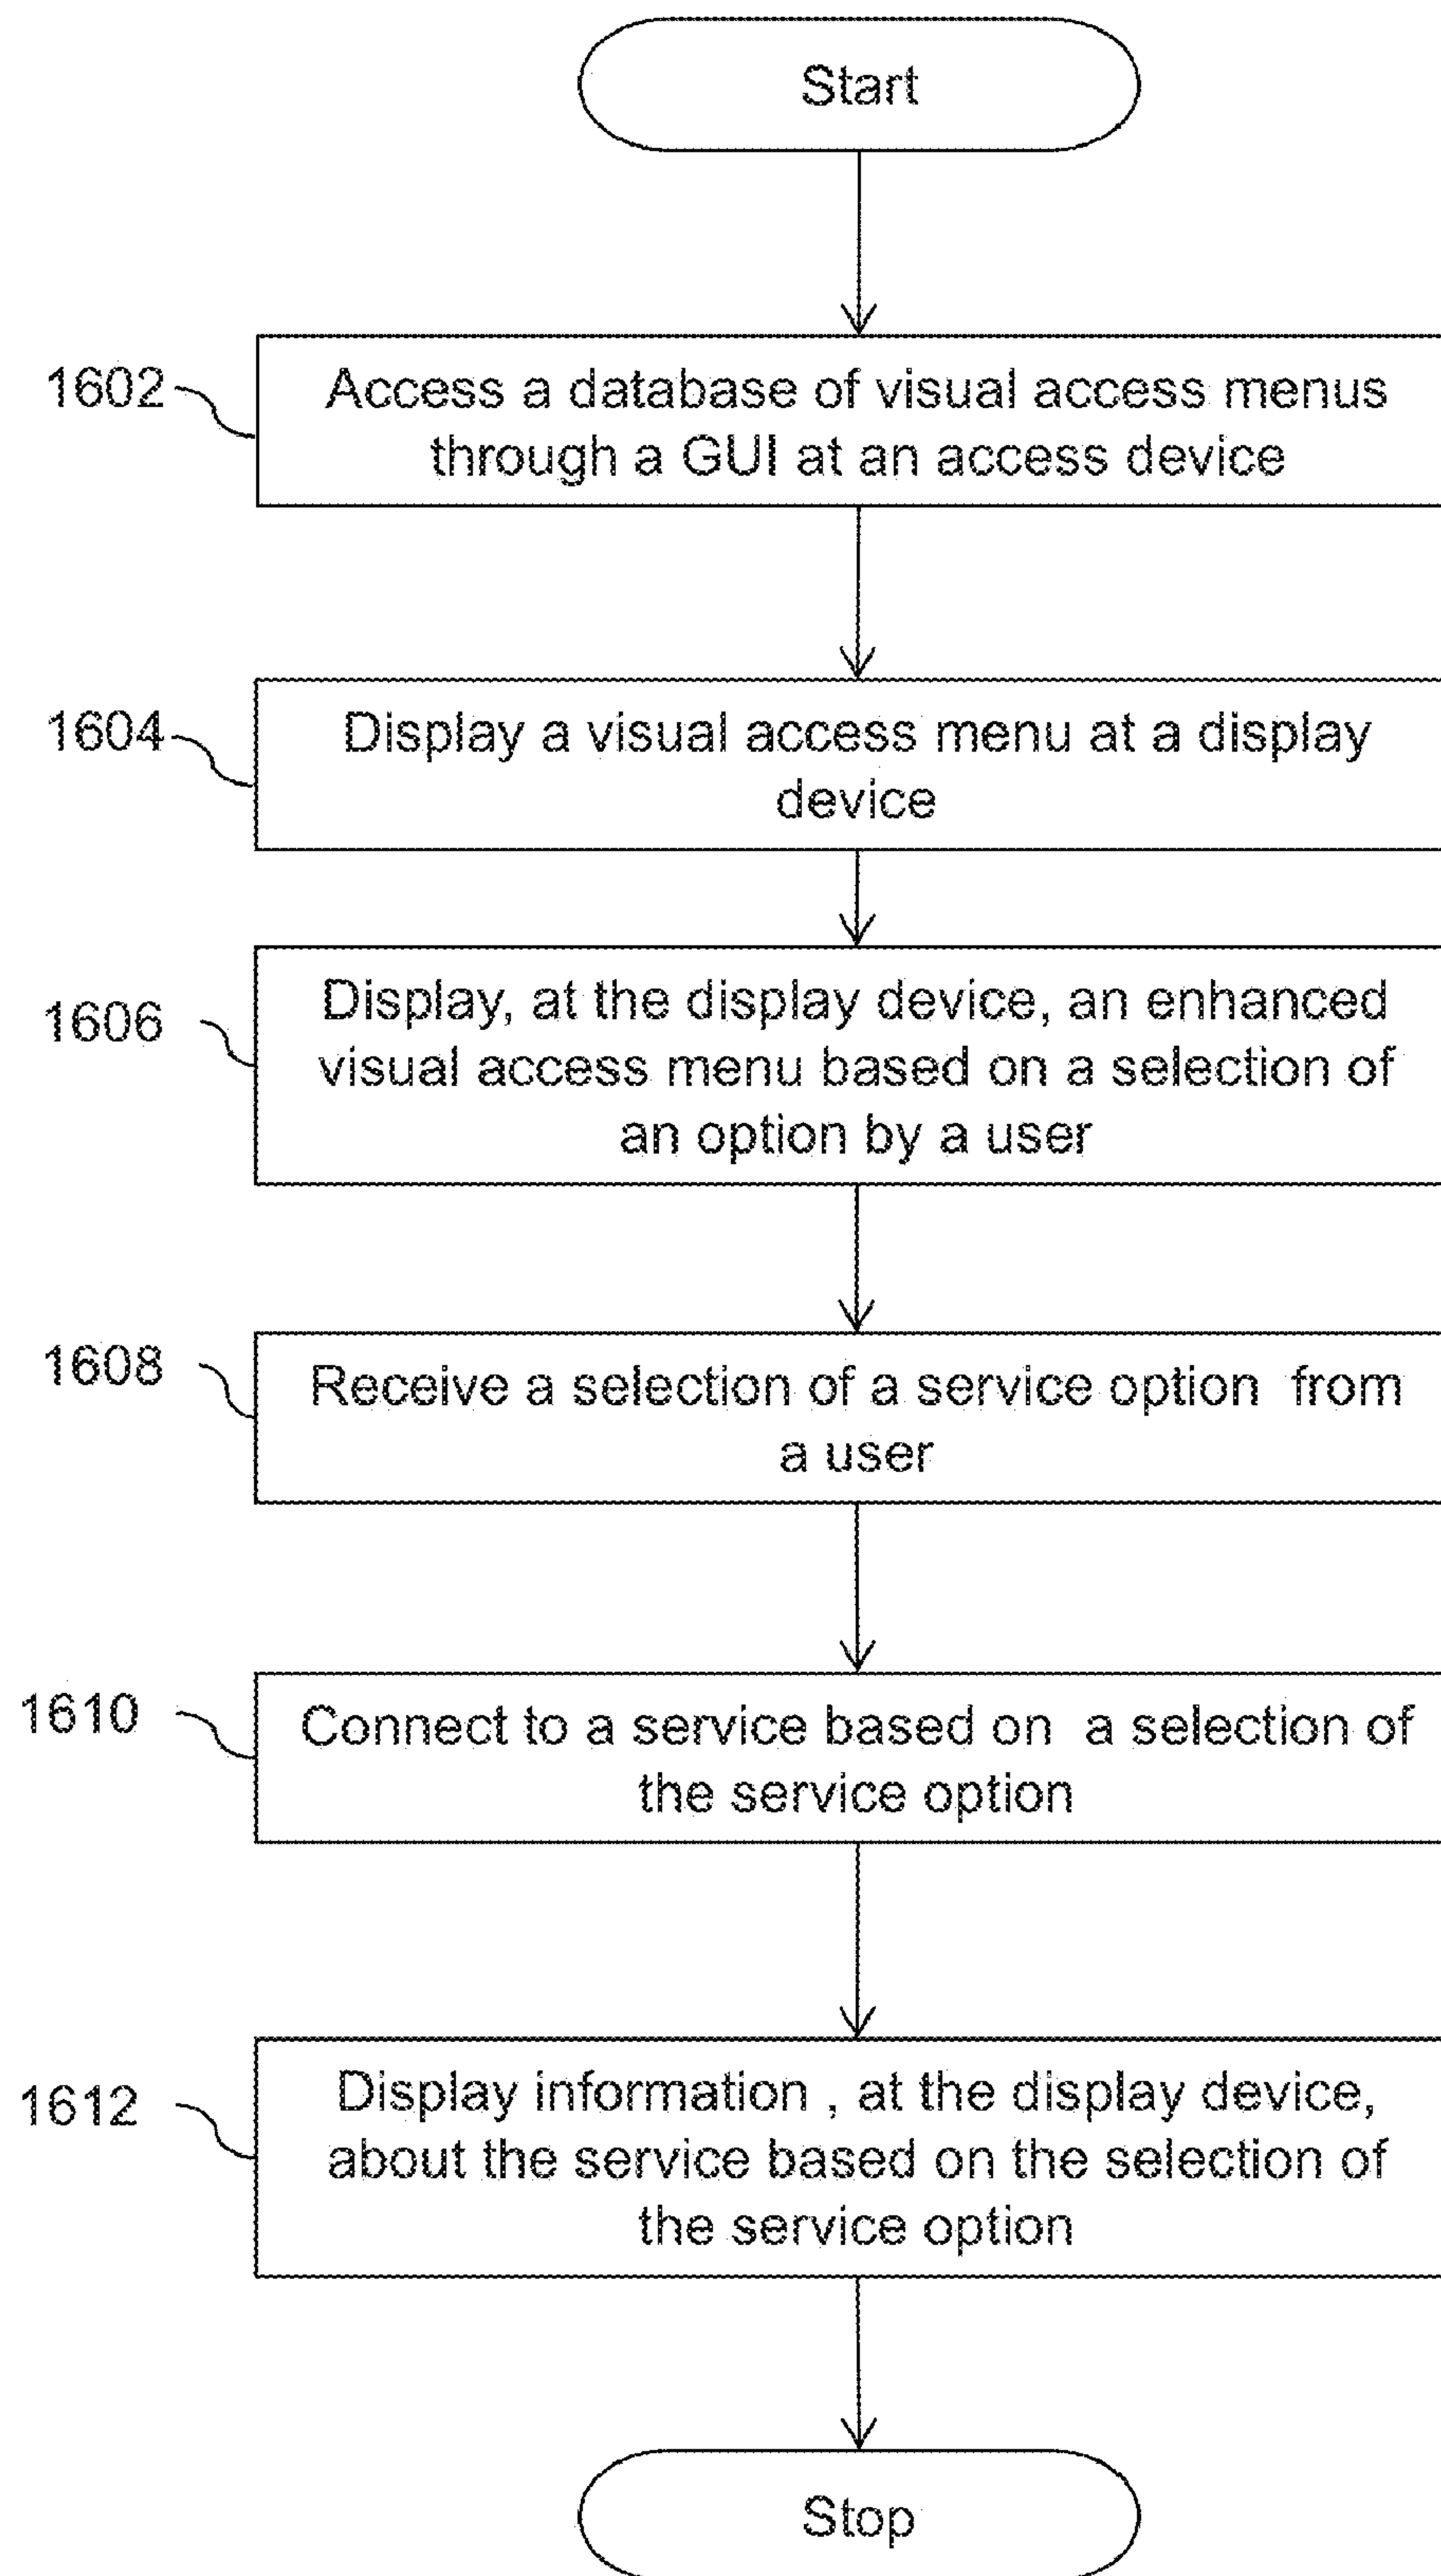 Start
1602
Access a database of visual access menus
through a GUI at an access device
1604
Display a visual access menu at a display
device
1606
Display, at the display device, an enhanced
visual access menu based on a selection of
an option by a user
1608
Receive a selection of a service option from
a user
1610
Connect to a service based on a selection of
the service option
1612
Display information , at the display device,
about the service based on the selection of
the service option
Stop